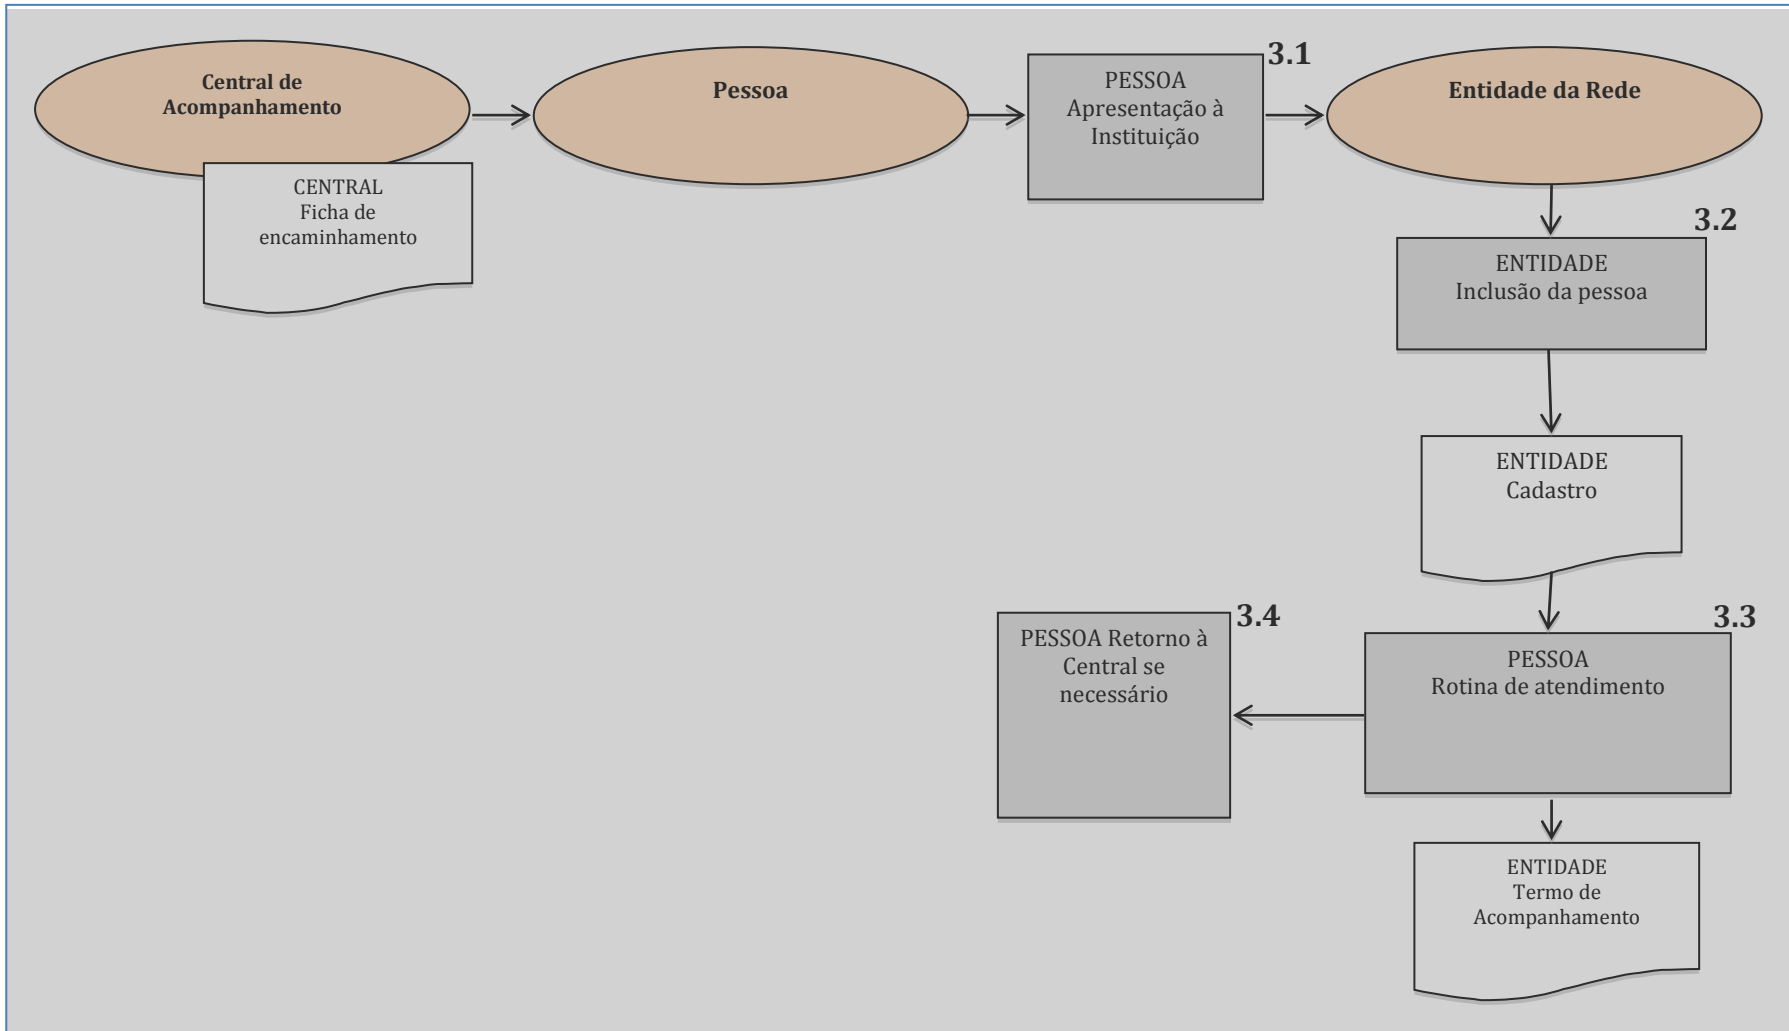 Central de
Acompanhamento
CENTRAL
Ficha de
encaminhamento
Pessoa
3.1
PESSOA
Apresentação à
Instituição
Entidade da Rede
3.2
ENTIDADE
Inclusão da pessoa
ENTIDADE
Cadastro
3.3
PESSOA
Rotina de atendimento
3.4
PESSOA Retorno à
Central se
necessário
ENTIDADE
Termo de
Acompanhamento